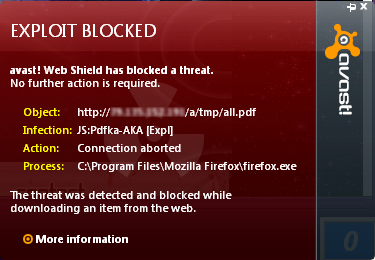 EXPLOIT BLOCKED
avast! Web Shield has blocked a threat.
No further action is required.
Object: http:// /a/tmp/all.pdf
Infection: JS:Pdfka-AKA [Expl]
Action: Connection aborted
Process: C:\Program Files\Mozilla Firefox\firefox.exe
The threat was detected and blocked while
downloading an item from the web.
More information
avast!